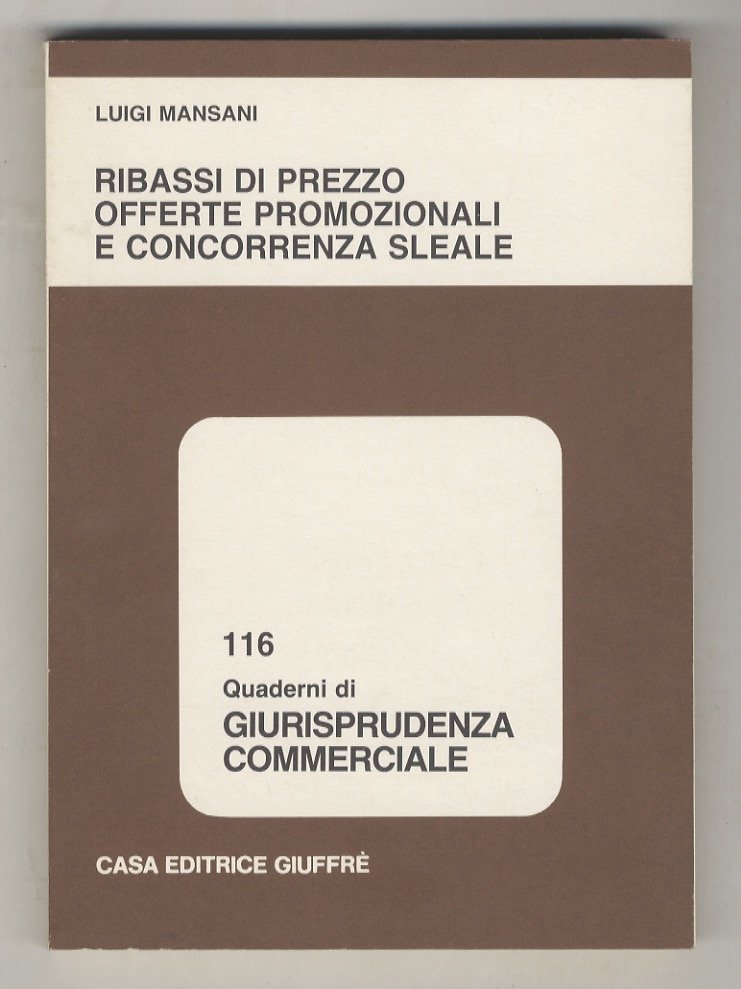 LUIGI MANSANI
RIBASSI DI PREZZO
OFFERTE PROMOZIONALI
E CONCORRENZA SLEALE
116
Quaderni di
GIURISPRUDENZA
COMMERCIALE
CASA EDITRICE GIUFFRÈ